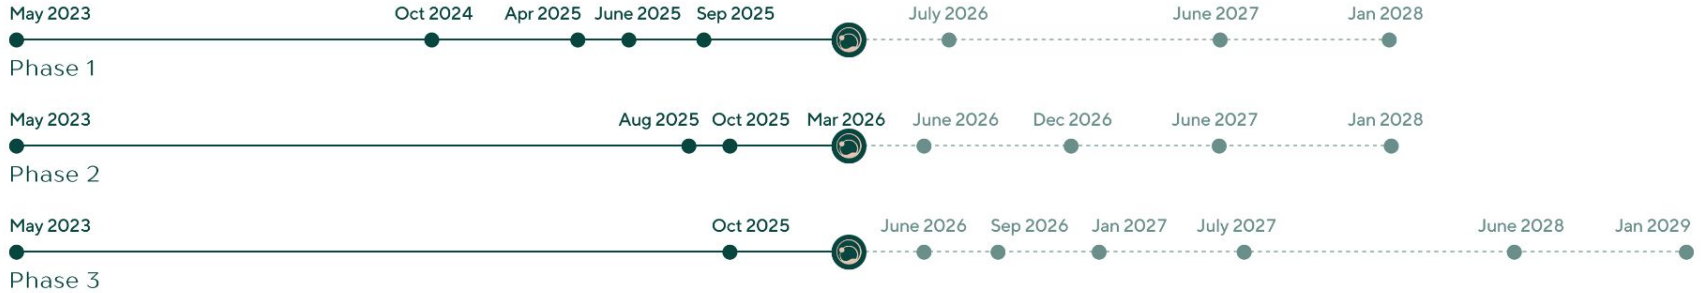 May 2023 Oct 2024 Apr 2025 June 2025 Sep 2025 July 2026 June 2027 Jan 2028
Phase 1
May 2023 Aug 2025 Oct 2025 Mar 2026 June 2026 Dec 2026 June 2027 Jan 2028
Phase 2
May 2023 Oct 2025 June 2026 Sep 2026 Jan 2027 July 2027 June 2028 Jan 2029
Phase 3